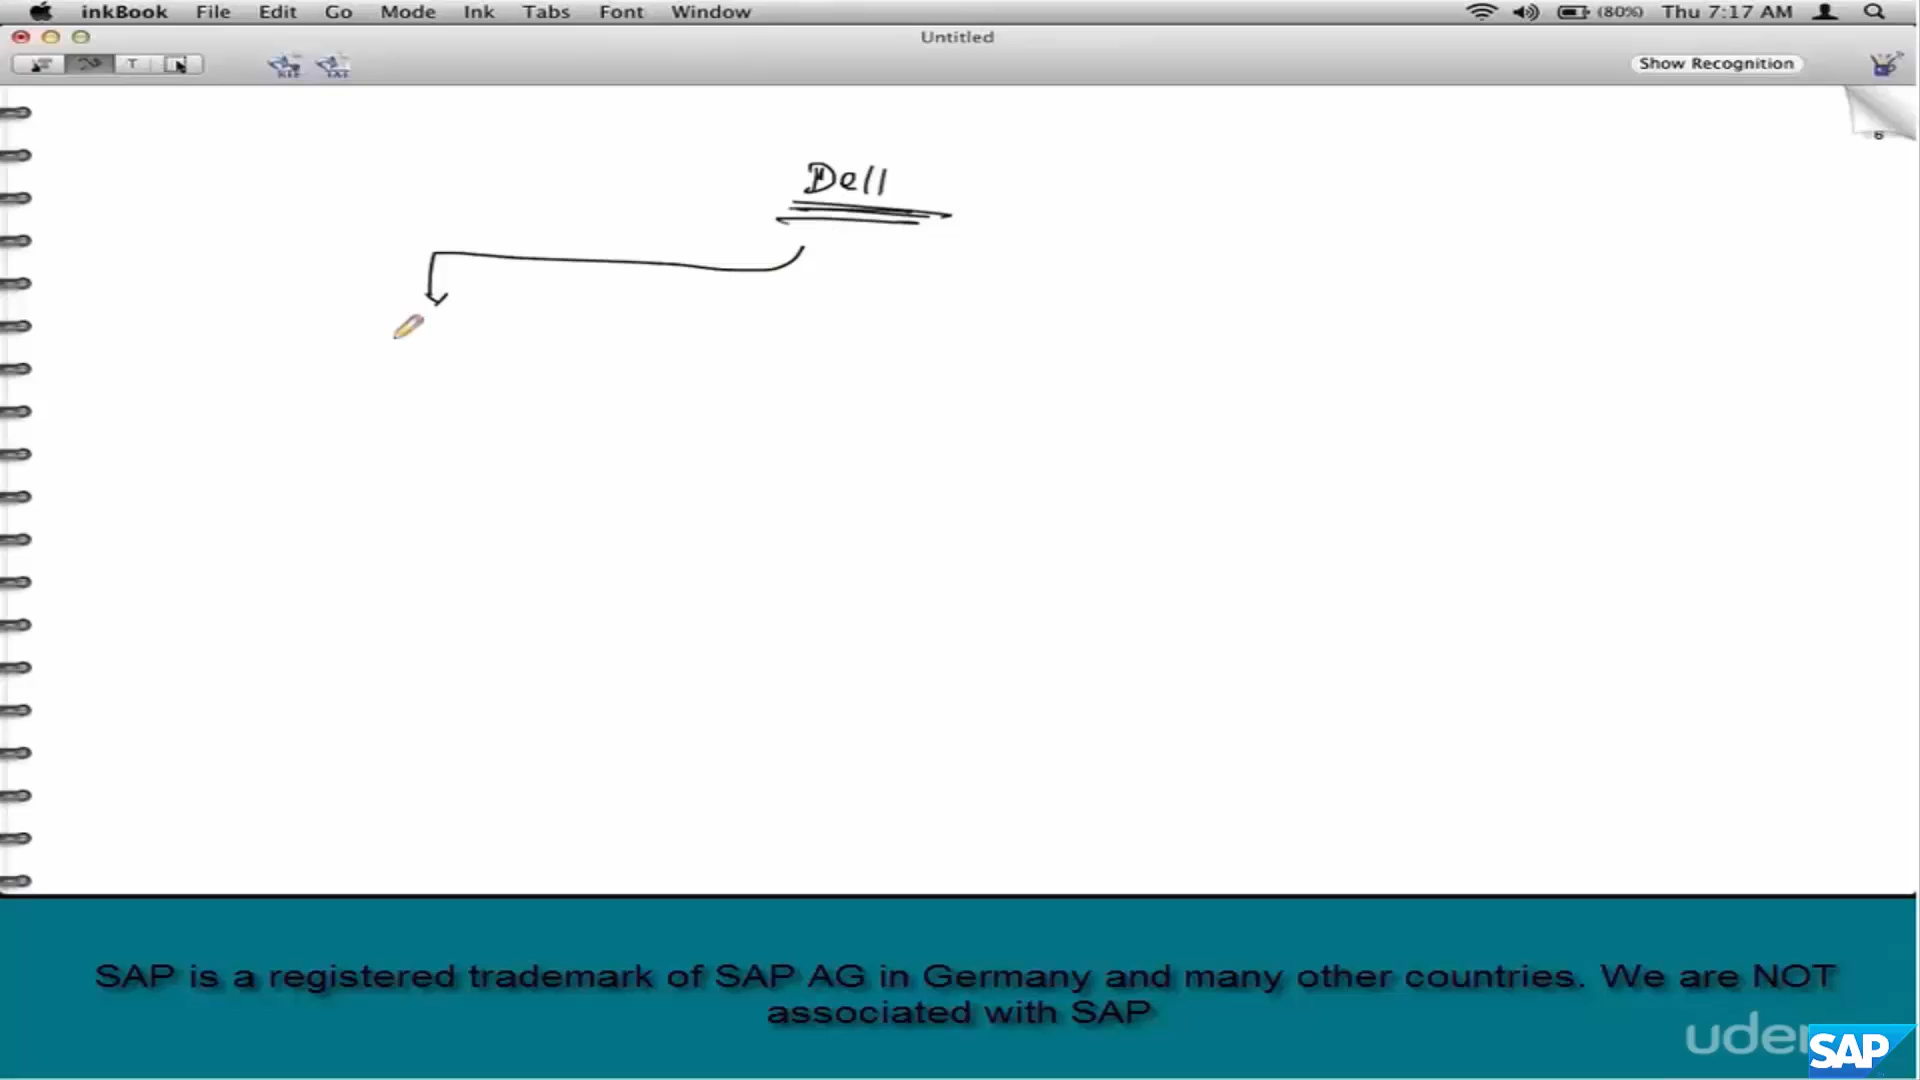 inkBook File Edit Go Mode Ink Tabs Font Window (80%) Thu 7:17 AM
Untitled
T Show Recognition
6
Dell
SAP is a registered trademark of SAP AG in Germany and many other countries. We are NOT
associated with SAP
SAP